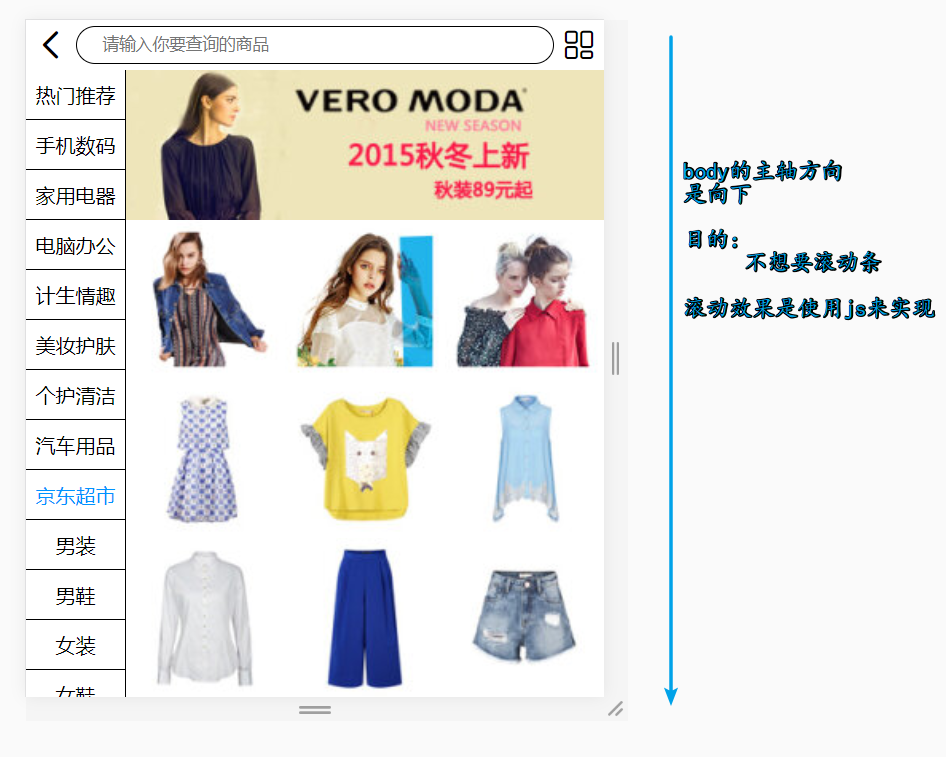 请输入你要查询的商品
热门推荐
手机数码
家用电器
电脑办公
计生情趣
美妆护肤
个护清洁
汽车用品
京东超市
男装
男鞋
女装
女鞋
VERO MODA
NEW SEASON
2015秋冬上新
秋装89元起
body的主轴方向
是向下
目的：
不想要滚动条
滚动效果是使用js来实现